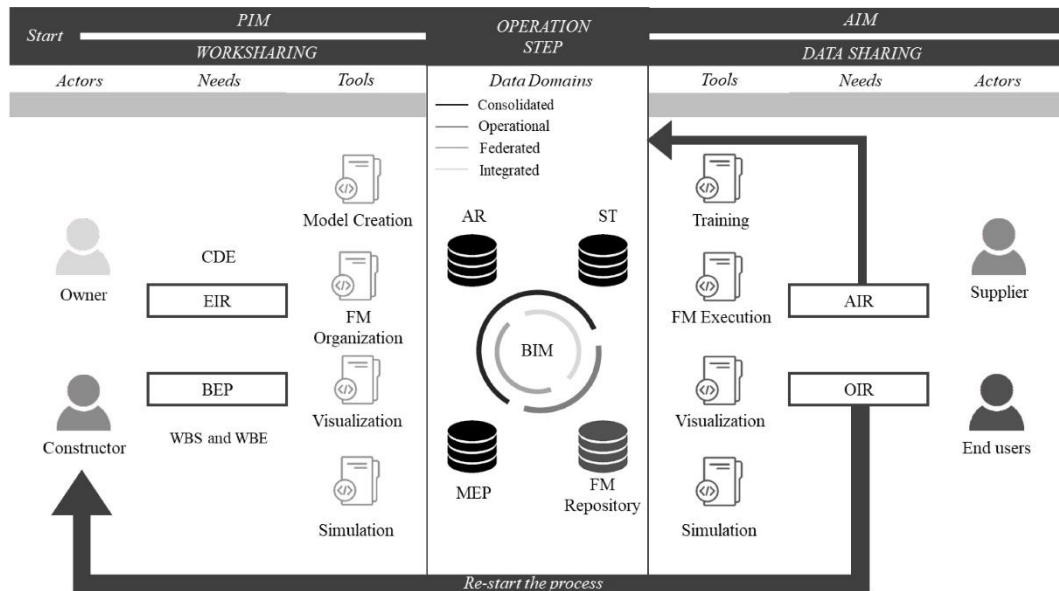 Start
PIM
WORKSHARING
OPERATION
STEP
AIM
DATA SHARING
Actors
Needs
Tools
Data Domains
Tools
Needs
Actors
Consolidated
Operational
Federated
Integrated
Owner
Constructor
CDE
EIR
BEP
WBS and WBE
</>
Model Creation
</>
FM
Organization
</>
Visualization
</>
Simulation
AR
ST
BIM
MEP
FM
Repository
</>
Training
</>
FM Execution
</>
Visualization
</>
Simulation
AIR
OIR
Supplier
End users
Re-start the process